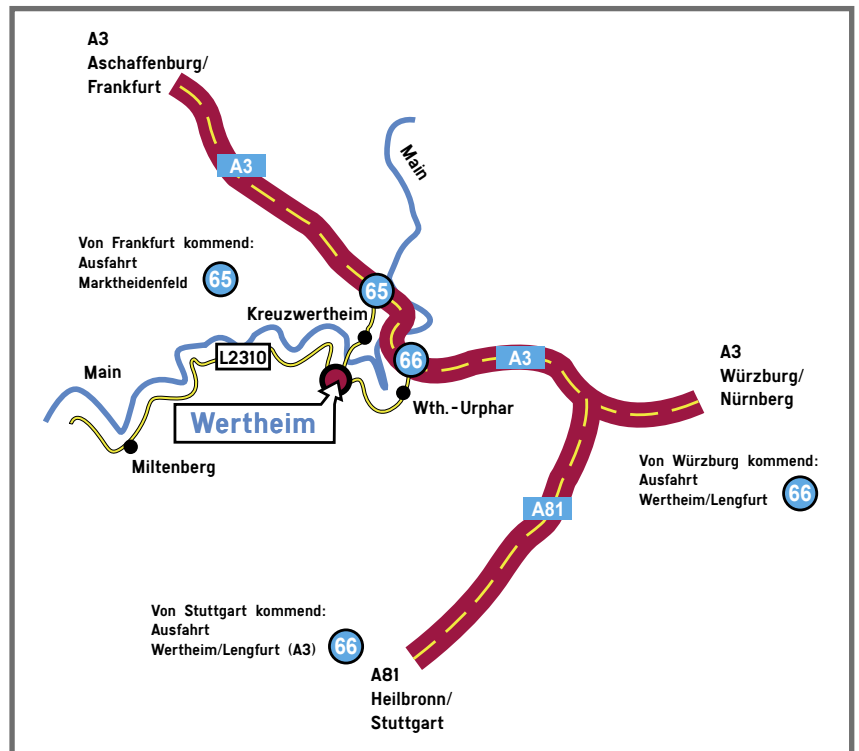 A3
Aschaffenburg/
Frankfurt
Main
A3
Von Frankfurt kommend:
Ausfahrt
Marktheidenfeld
65
65
Kreuzwertheim
L2310
66
A3
A3
Würzburg/
Nürnberg
Main
Wertheim
Wth.-Urphar
Miltenberg
Von Würzburg kommend:
Ausfahrt
Wertheim/Lengfurt
66
A81
Von Stuttgart kommend:
Ausfahrt
Wertheim/Lengfurt (A3)
66
A81
Heilbronn/
Stuttgart